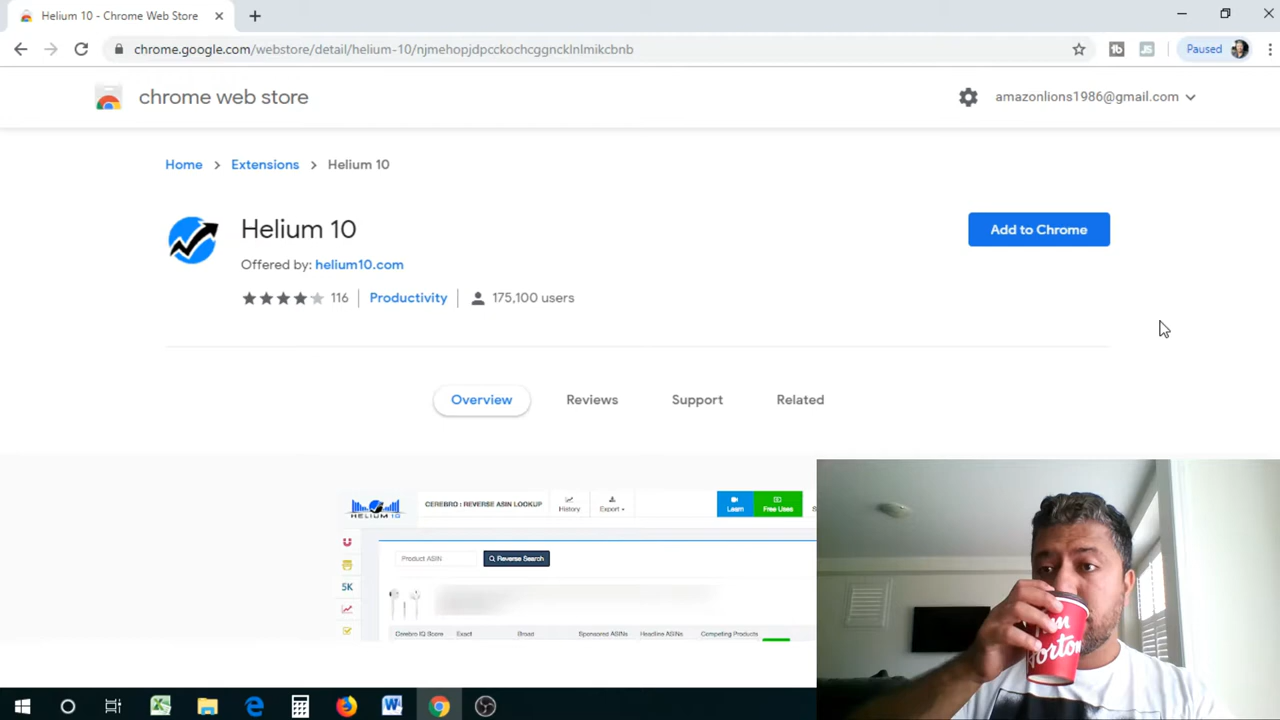 Helium 10 - Chrome Web Store
chrome.google.com/webstore/detail/helium-10/njmehopjdpcckochcggncklnlmikcbnb
Paused
chrome web store
amazonlions1986@gmail.com
Home > Extensions > Helium 10
Helium 10
Add to Chrome
Offered by: helium10.com
116 Productivity 175,100 users
Overview Reviews Support Related
HELIUM 10
CEREBRO : REVERSE ASIN LOOKUP
History Export Learn Free Uses
Product ASIN Reverse Search
5K
Cerebro IQ Score Exact Broad Sponsored ASINs Headline ASINs Competing Products